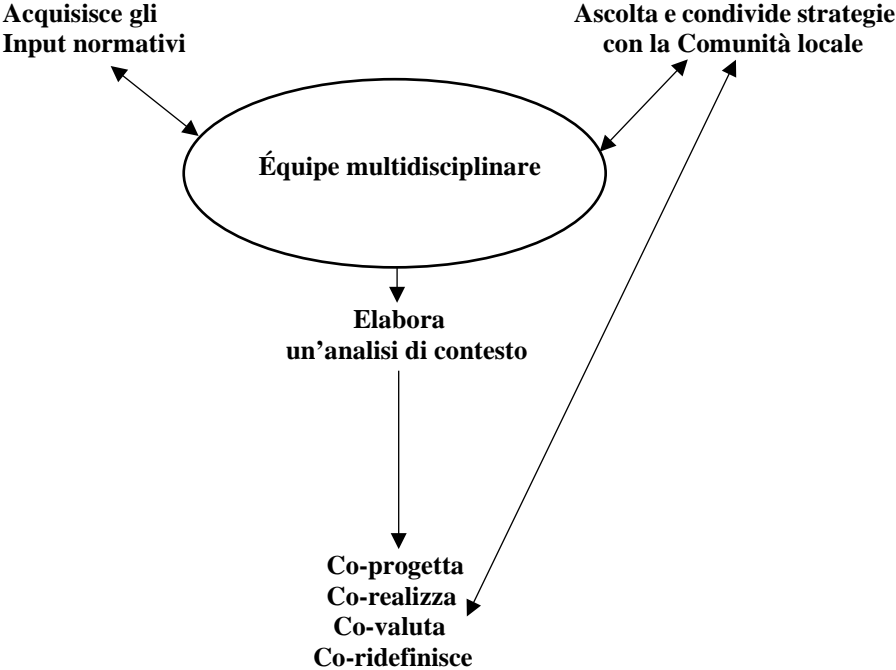 Acquisisce gli
Input normativi
Ascolta e condivide strategie
con la Comunità locale
Équipe multidisciplinare
Elabora
un’analisi di contesto
Co-progetta
Co-realizza
Co-valuta
Co-ridefinisce